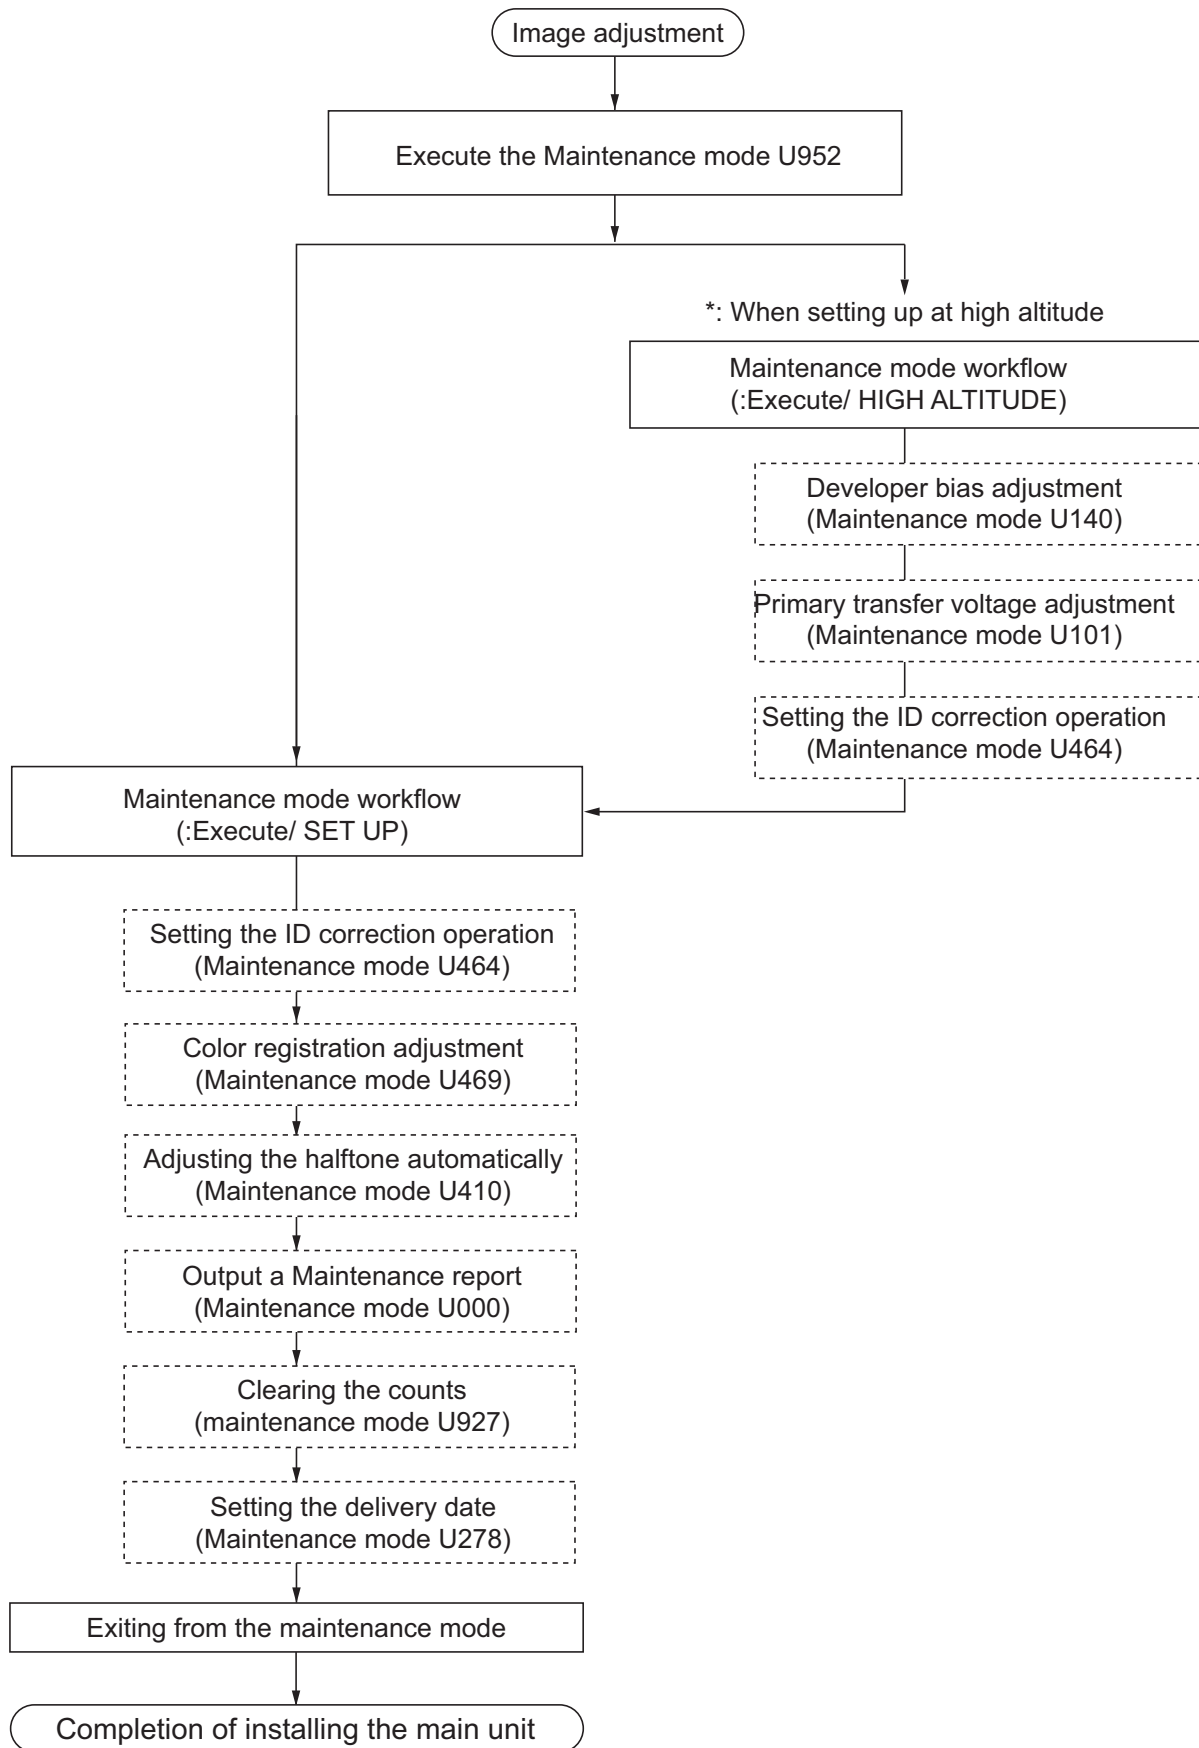 Image adjustment
Execute the Maintenance mode U952
*: When setting up at high altitude
Maintenance mode workflow
(:Execute/ HIGH ALTITUDE)
Developer bias adjustment
(Maintenance mode U140)
Primary transfer voltage adjustment
(Maintenance mode U101)
Setting the ID correction operation
(Maintenance mode U464)
Maintenance mode workflow
(:Execute/ SET UP)
Setting the ID correction operation
(Maintenance mode U464)
Color registration adjustment
(Maintenance mode U469)
Adjusting the halftone automatically
(Maintenance mode U410)
Output a Maintenance report
(Maintenance mode U000)
Clearing the counts
(maintenance mode U927)
Setting the delivery date
(Maintenance mode U278)
Exiting from the maintenance mode
Completion of installing the main unit